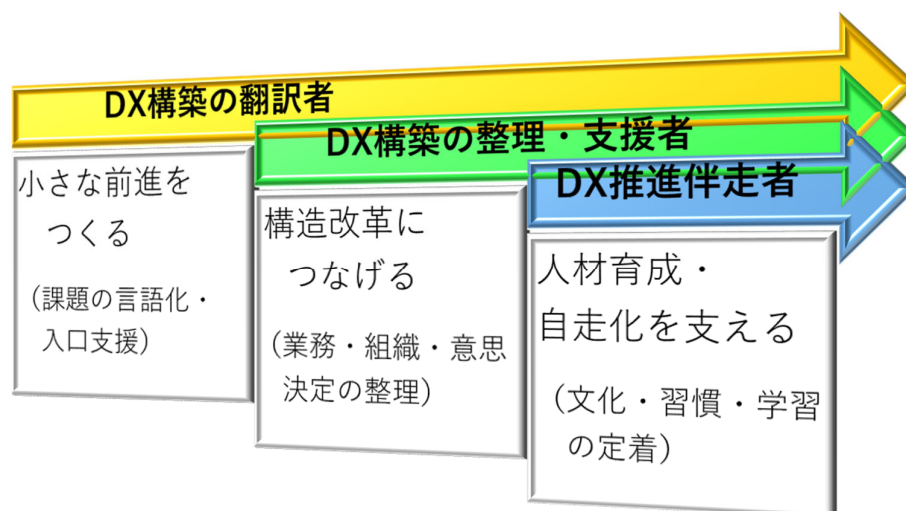 DX構築の翻訳者
小さな前進を
つくる
（課題の言語化・
入口支援）
DX構築の整理・支援者
構造改革に
つなげる
（業務・組織・意思
決定の整理）
DX推進伴走者
人材育成・
自走化を支える
（文化・習慣・学習
の定着）